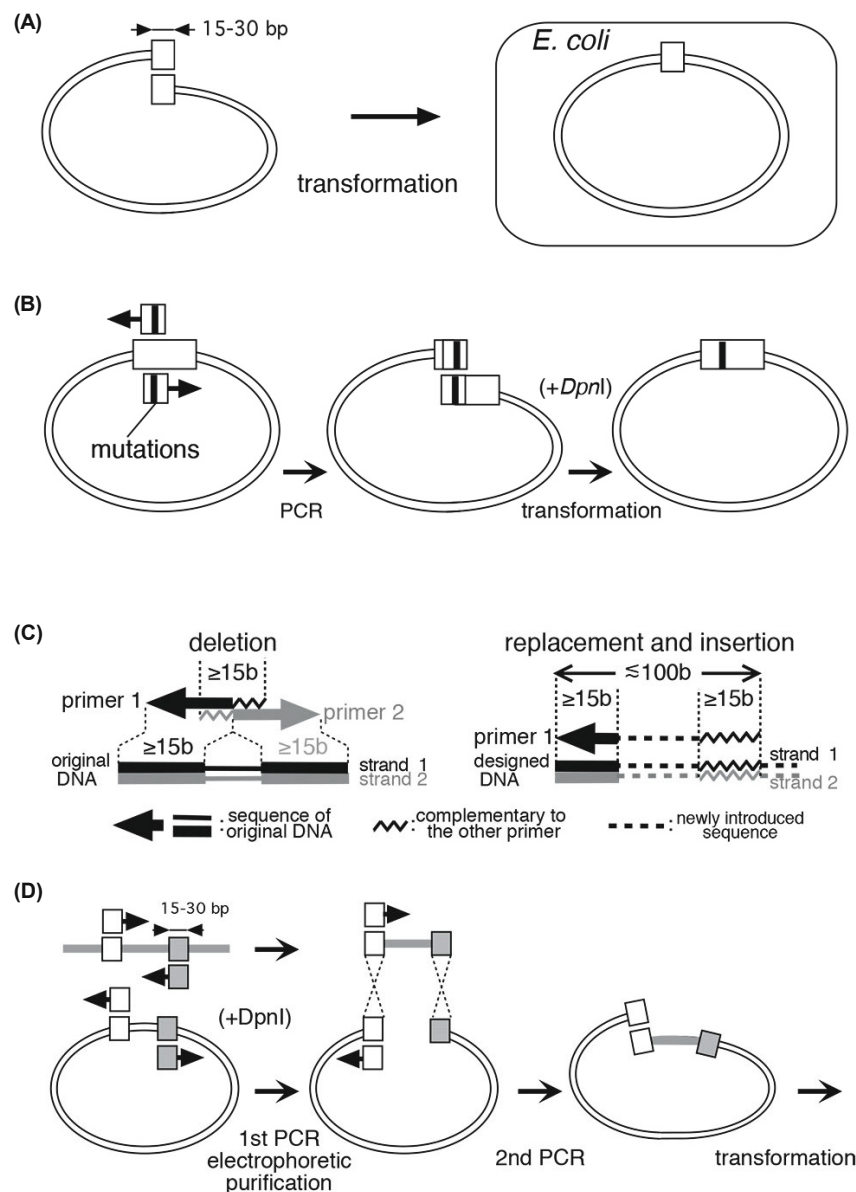 (A)
15-30 bp
E. coli
transformation
(B)
mutations
PCR
(+DpnI)
transformation
(C)
deletion
≥15b
primer 1
primer 2
≥15b
≥15b
original
DNA
strand 1
strand 2
replacement and insertion
≲100b
≥15b
≥15b
primer 1
designed
DNA
strand 1
strand 2
: sequence of
original DNA
: complementary to
the other primer
: newly introduced
sequence
(D)
15-30 bp
(+DpnI)
1st PCR
electrophoretic
purification
2nd PCR
transformation